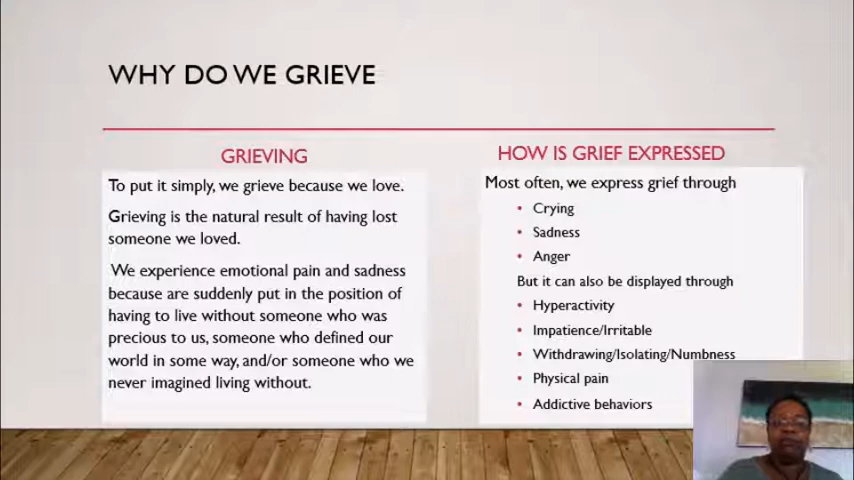 WHY DO WE GRIEVE
GRIEVING
To put it simply, we grieve because we love.
Grieving is the natural result of having lost
someone we loved.
We experience emotional pain and sadness
because are suddenly put in the position of
having to live without someone who was
precious to us, someone who defined our
world in some way, and/or someone who we
never imagined living without.
HOW IS GRIEF EXPRESSED
Most often, we express grief through
• Crying
• Sadness
• Anger
But it can also be displayed through
• Hyperactivity
• Impatience/Irritable
• Withdrawing/Isolating/Numbness
• Physical pain
• Addictive behaviors